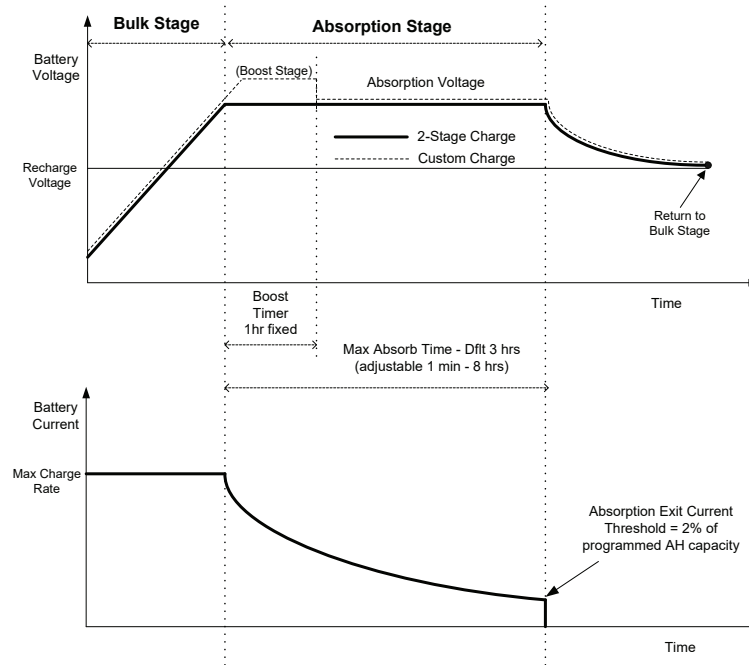 Bulk Stage
Absorption Stage
Battery
Voltage
(Boost Stage)
Absorption Voltage
2-Stage Charge
Custom Charge
Recharge
Voltage
Return to
Bulk Stage
Time
Boost
Timer
1hr fixed
Max Absorb Time - Dflt 3 hrs
(adjustable 1 min - 8 hrs)
Battery
Current
Max Charge
Rate
Absorption Exit Current
Threshold = 2% of
programmed AH capacity
Time